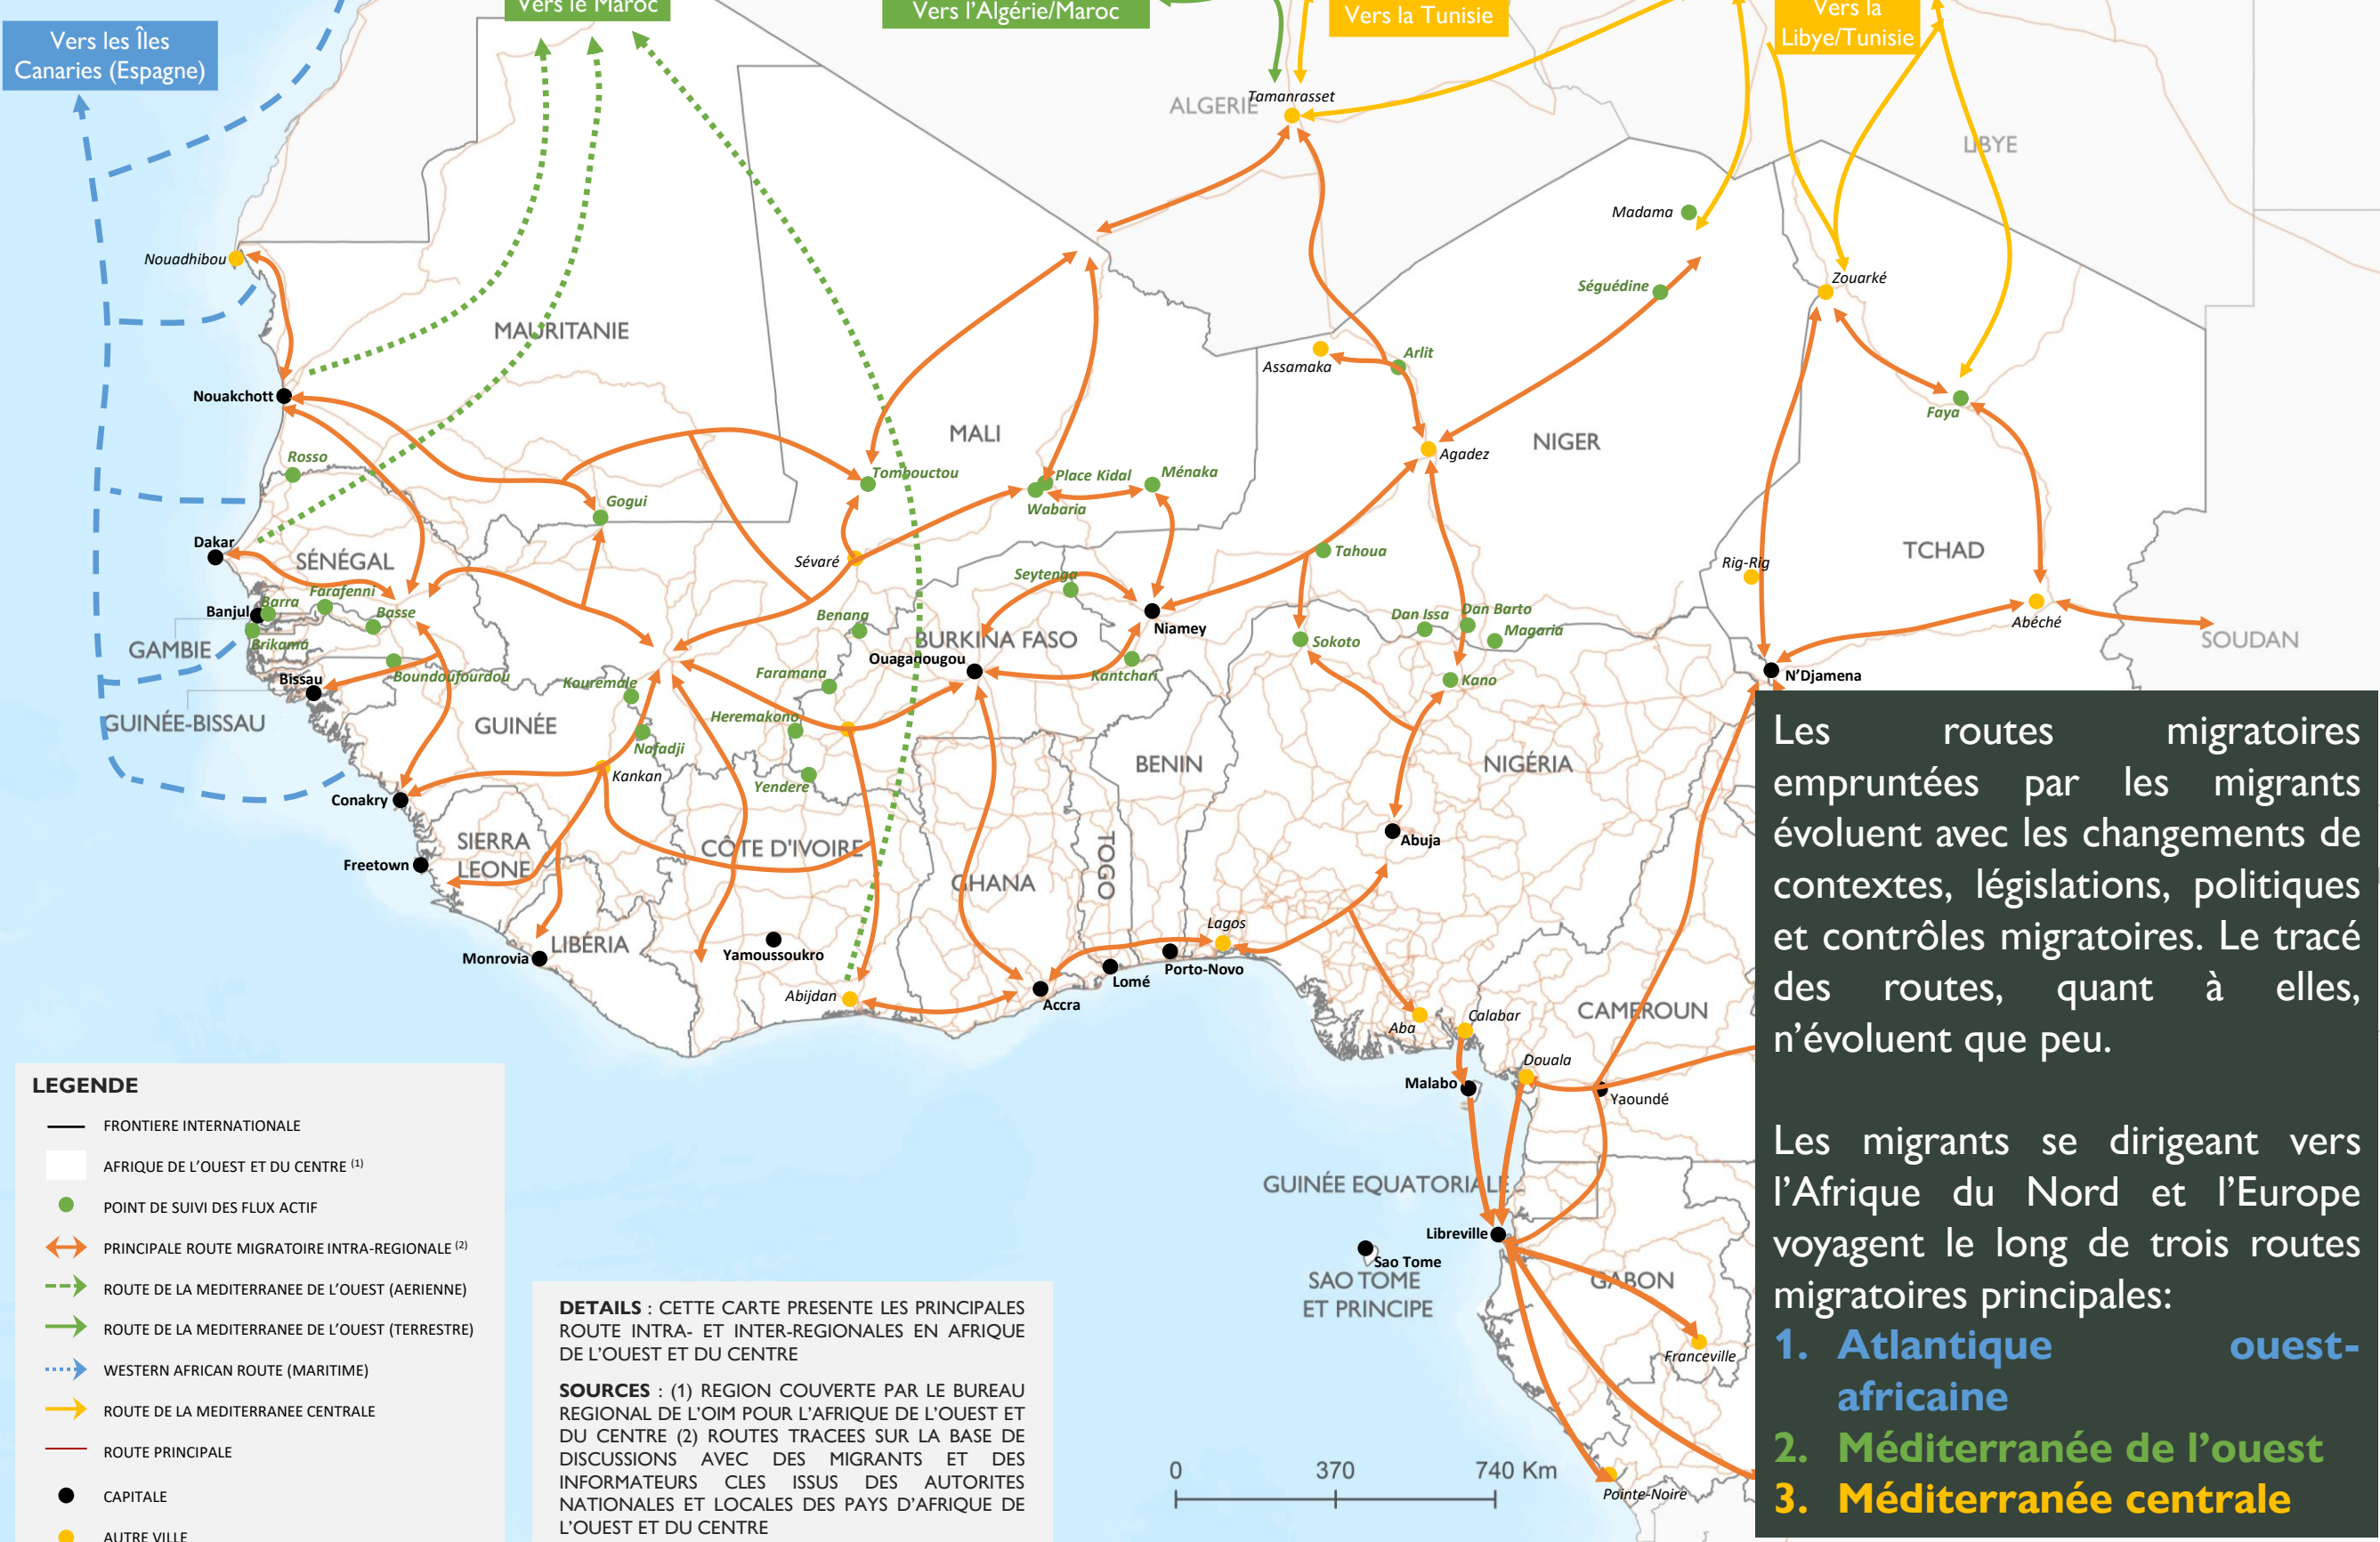 Vers le Maroc
Vers l'Algérie/Maroc
Vers la Tunisie
Vers la
Libye/Tunisie
Vers les Îles
Canaries (Espagne)
ALGERIE
Tamanrasset
LIBYE
Madama
Nouadhibou
Zouarké
Séguédine
MAURITANIE
Arlit
Assamaka
Nouakchott
Faya
MALI
NIGER
Agadez
Rosso
Tombouctou
Place Kidal
Ménaka
Gogui
Wabaria
Dakar
SÉNÉGAL
Sévaré
Tahoua
TCHAD
Rig-Rig
Seytenga
Farafenni
Barra
Banjul
Basse
Benana
Dan Issa
Dan Barto
Magaria
Niamey
Abéché
SOUDAN
GAMBIE
Brikama
BURKINA FASO
Sokoto
Ouagadougou
Kantchari
Boundoufourdou
Bissau
Kouremale
Faramana
Kano
N'Djamena
GUINÉE-BISSAU
GUINÉE
Heremakono
Nafadji
Kankan
Yendere
BENIN
NIGÉRIA
Conakry
SIERRA
LEONE
CÔTE D'IVOIRE
TOGO
Abuja
Freetown
GHANA
Lagos
LIBÉRIA
Monrovia
Yamoussoukro
Porto-Novo
Lomé
Abijdan
Accra
CAMEROUN
Aba
Calabar
Douala
Malabo
Yaoundé
GUINÉE EQUATORIALE
Libreville
Sao Tome
SAO TOME
ET PRINCIPE
GABON
Franceville
Pointe-Noire
0 370 740 Km
LEGENDE
FRONTIERE INTERNATIONALE
AFRIQUE DE L'OUEST ET DU CENTRE (1)
POINT DE SUIVI DES FLUX ACTIF
PRINCIPALE ROUTE MIGRATOIRE INTRA-REGIONALE (2)
ROUTE DE LA MEDITERRANEE DE L'OUEST (AERIENNE)
ROUTE DE LA MEDITERRANEE DE L'OUEST (TERRESTRE)
WESTERN AFRICAN ROUTE (MARITIME)
ROUTE DE LA MEDITERRANEE CENTRALE
ROUTE PRINCIPALE
CAPITALE
AUTRE VILLE
DETAILS : CETTE CARTE PRESENTE LES PRINCIPALES
ROUTE INTRA- ET INTER-REGIONALES EN AFRIQUE
DE L'OUEST ET DU CENTRE
SOURCES : (1) REGION COUVERTE PAR LE BUREAU
REGIONAL DE L'OIM POUR L'AFRIQUE DE L'OUEST ET
DU CENTRE (2) ROUTES TRACEES SUR LA BASE DE
DISCUSSIONS AVEC DES MIGRANTS ET DES
INFORMATEURS CLES ISSUS DES AUTORITES
NATIONALES ET LOCALES DES PAYS D'AFRIQUE DE
L'OUEST ET DU CENTRE
Les routes migratoires
empruntées par les migrants
évoluent avec les changements de
contextes, législations, politiques
et contrôles migratoires. Le tracé
des routes, quant à elles,
n'évoluent que peu.
Les migrants se dirigeant vers
l'Afrique du Nord et l'Europe
voyagent le long de trois routes
migratoires principales:
1. Atlantique ouest-
africaine
2. Méditerranée de l'ouest
3. Méditerranée centrale